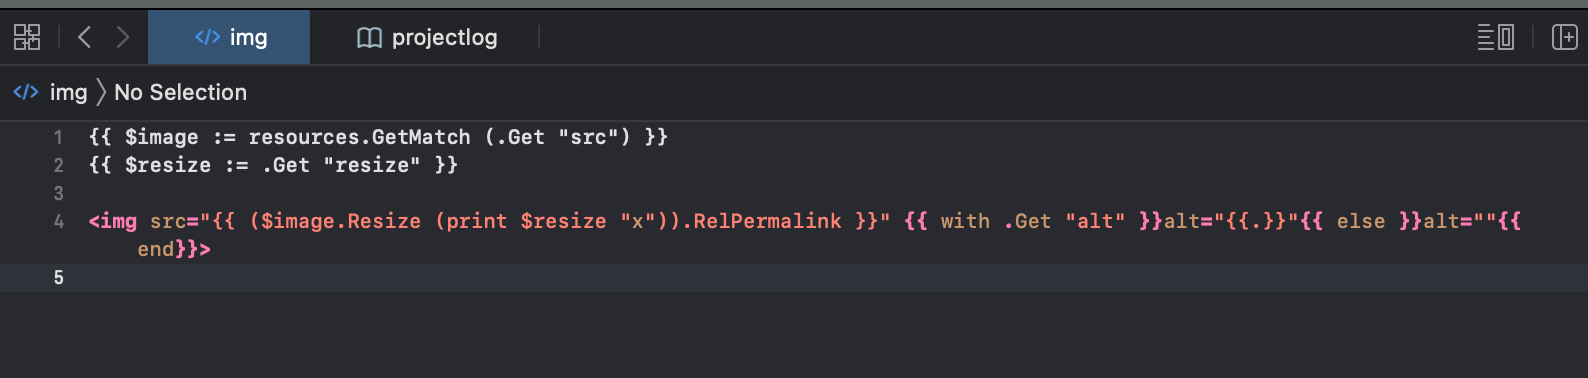 </> img
projectlog
</> img 〉 No Selection
1 {{ $image := resources.GetMatch (.Get "src") }}
2 {{ $resize := .Get "resize" }}
3
4 <img src="{{ ($image.Resize (print $resize "x")).RelPermalink }}" {{ with .Get "alt" }}alt="{{.}}"{{ else }}alt=""{{
end}}>
5